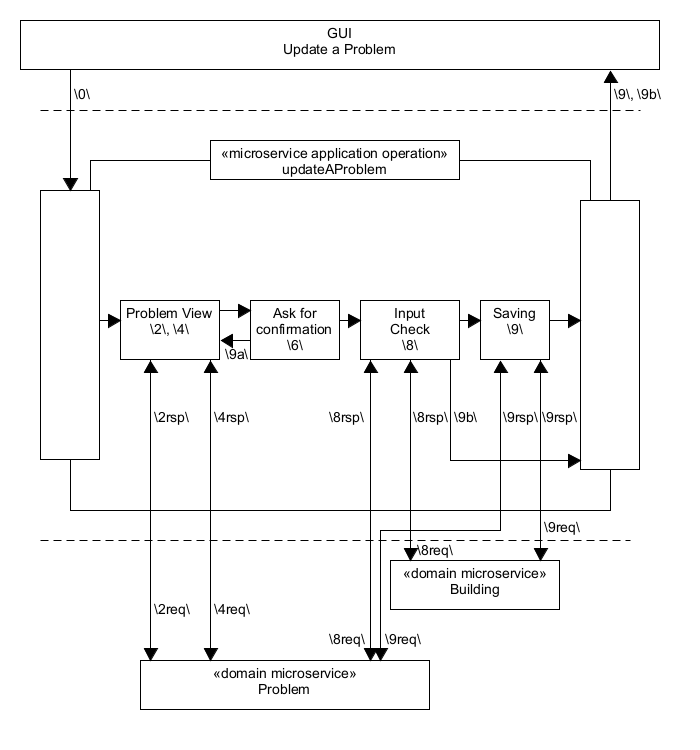 GUI
Update a Problem
\0\
\9\, \9b\
«microservice application operation»
updateAProblem
Problem View
\2\, \4\
Ask for
confirmation
\6\
Input
Check
\8\
Saving
\9\
\9a\
\2rsp\
\4rsp\
\8rsp\
\8rsp\
\9b\
\9rsp\
\9rsp\
\9req\
\8req\
«domain microservice»
Building
\2req\
\4req\
\8req\
\9req\
«domain microservice»
Problem